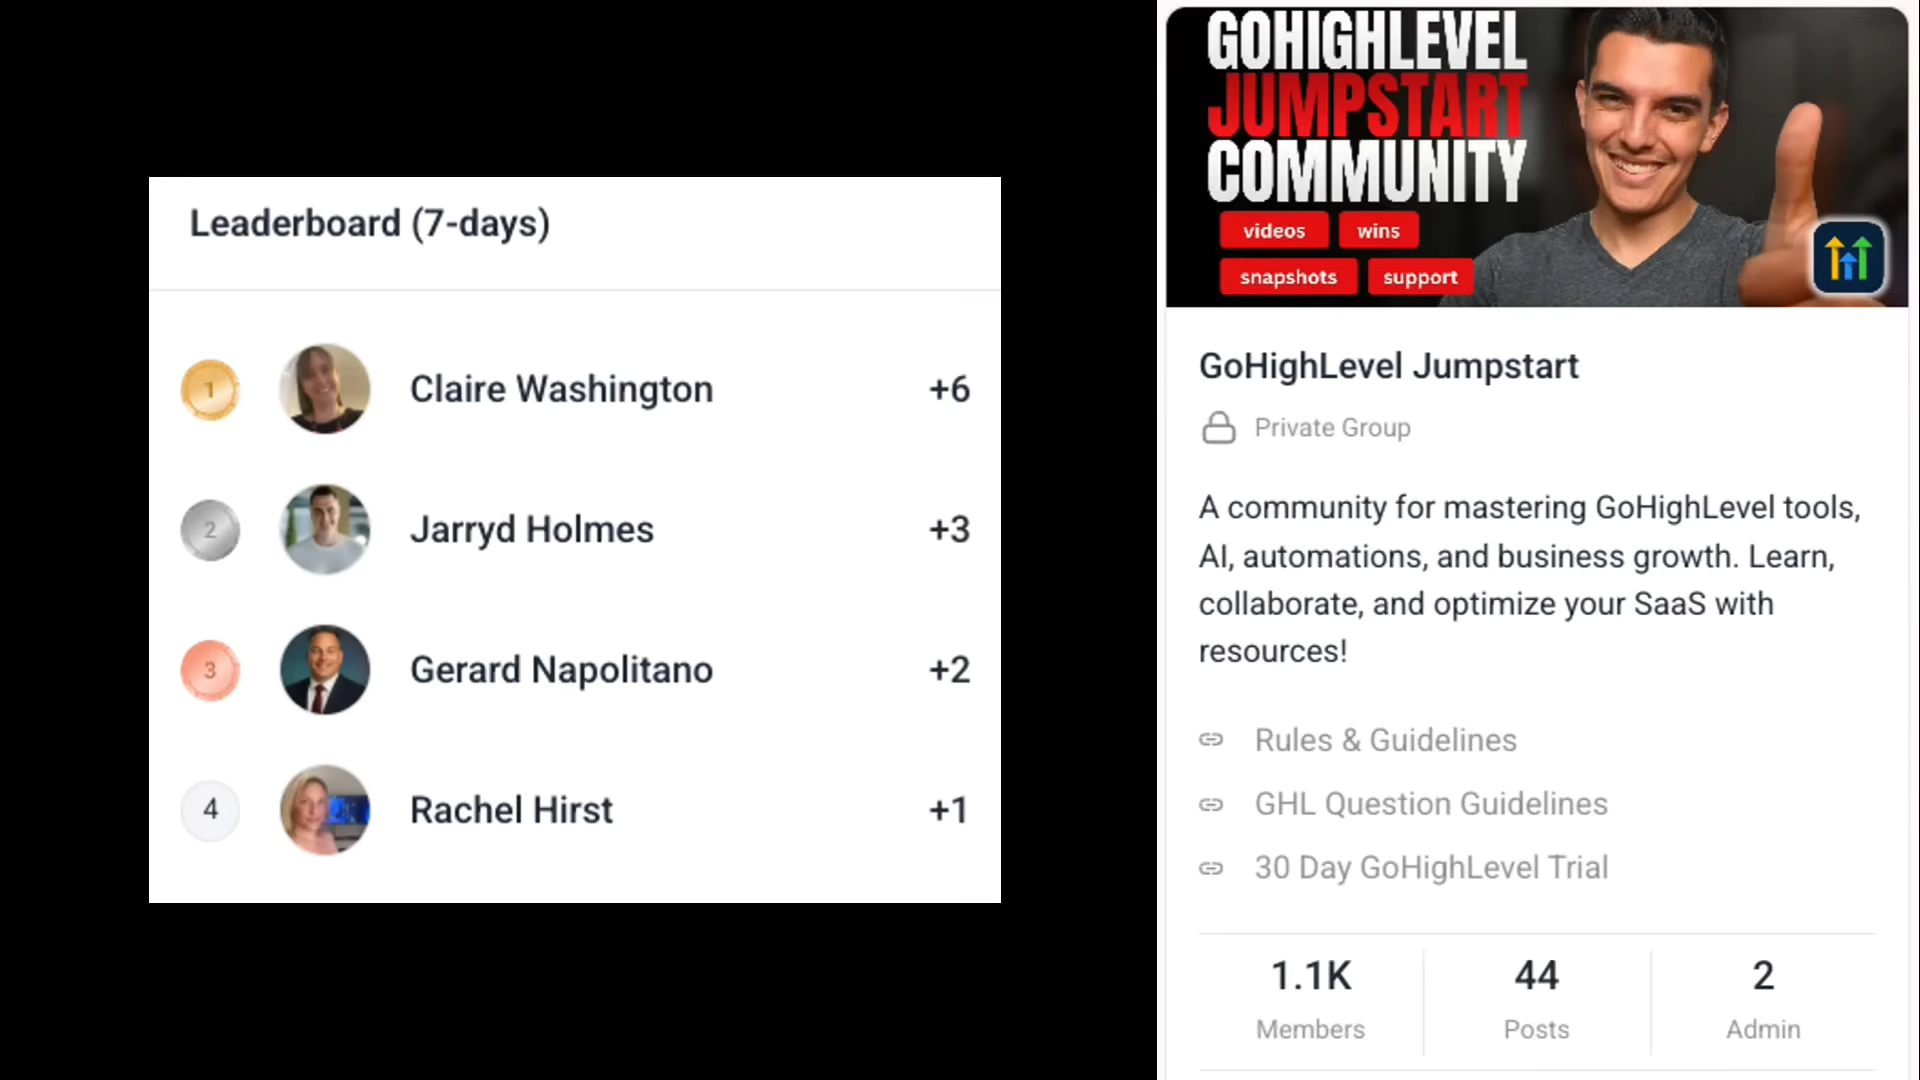 Leaderboard (7-days)
1 Claire Washington +6
2 Jarryd Holmes +3
3 Gerard Napolitano +2
4 Rachel Hirst +1
GOHIGHLEVEL
JUMPSTART
COMMUNITY
videos wins
snapshots support
GoHighLevel Jumpstart
Private Group
A community for mastering GoHighLevel tools,
AI, automations, and business growth. Learn,
collaborate, and optimize your SaaS with
resources!
Rules & Guidelines
GHL Question Guidelines
30 Day GoHighLevel Trial
1.1K 44 2
Members Posts Admin